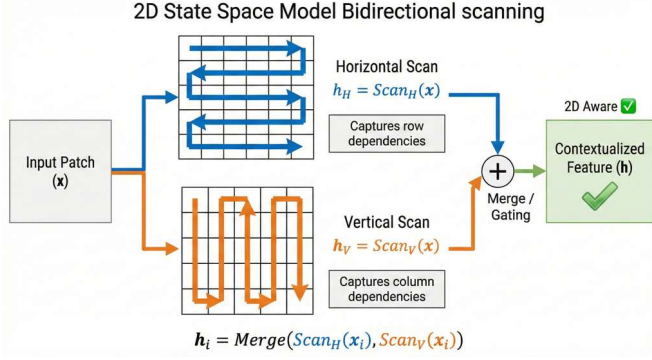 2D State Space Model Bidirectional scanning
Input Patch
(x)
Horizontal Scan
h_H = Scan_H(x)
Captures row
dependencies
Vertical Scan
h_V = Scan_V(x)
Captures column
dependencies
+
Merge /
Gating
2D Aware ✅
Contextualized
Feature (h)
h_i = Merge(Scan_H(x_i), Scan_V(x_i))